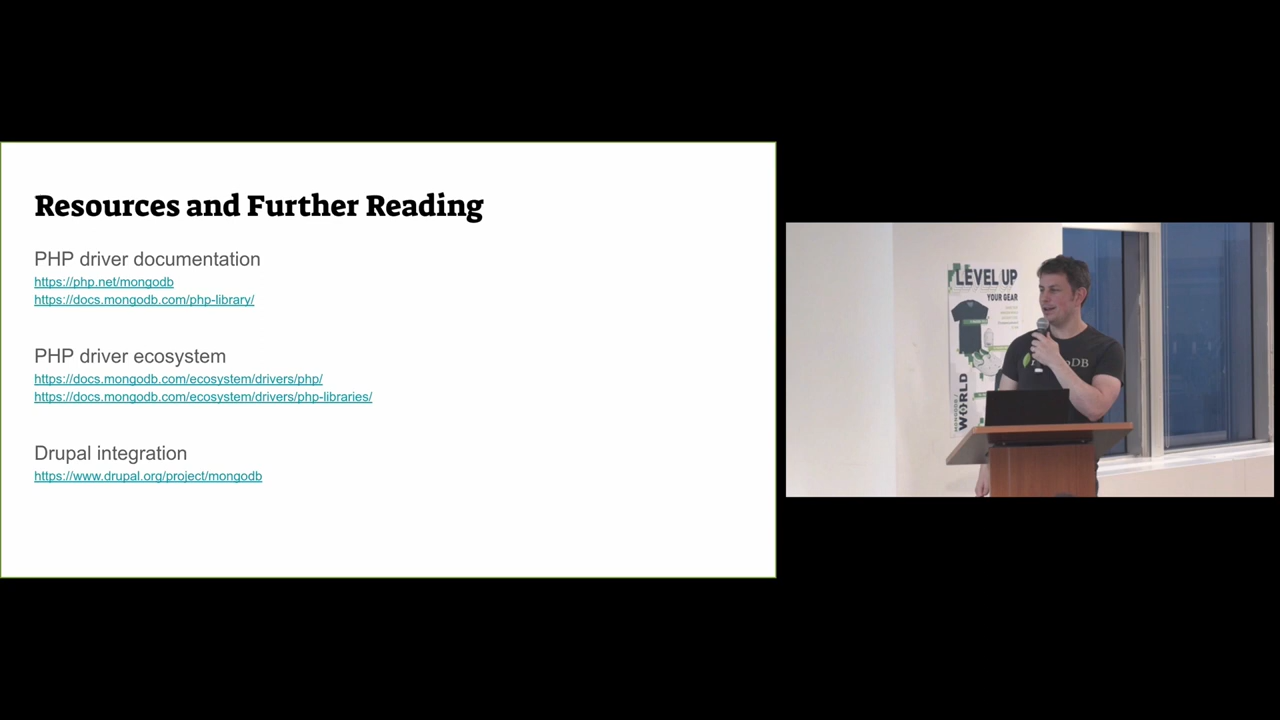 Resources and Further Reading
PHP driver documentation
https://php.net/mongodb
https://docs.mongodb.com/php-library/
PHP driver ecosystem
https://docs.mongodb.com/ecosystem/drivers/php/
https://docs.mongodb.com/ecosystem/drivers/php-libraries/
Drupal integration
https://www.drupal.org/project/mongodb
LEVEL UP
YOUR GEAR
WORLD
DB